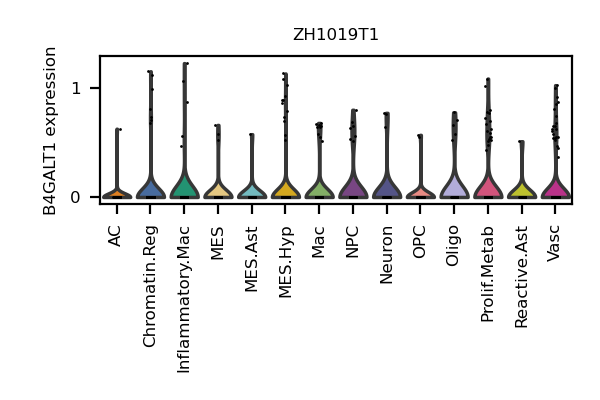 ZH1019T1
B4GALT1 expression
1
0
AC
Chromatin.Reg
Inflammatory.Mac
MES
MES.Ast
MES.Hyp
Mac
NPC
Neuron
OPC
Oligo
Prolif.Metab
Reactive.Ast
Vasc